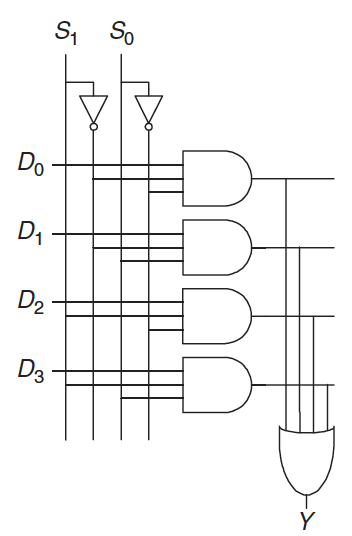 S₁ S₀
D₀
D₁
D₂
D₃
Y